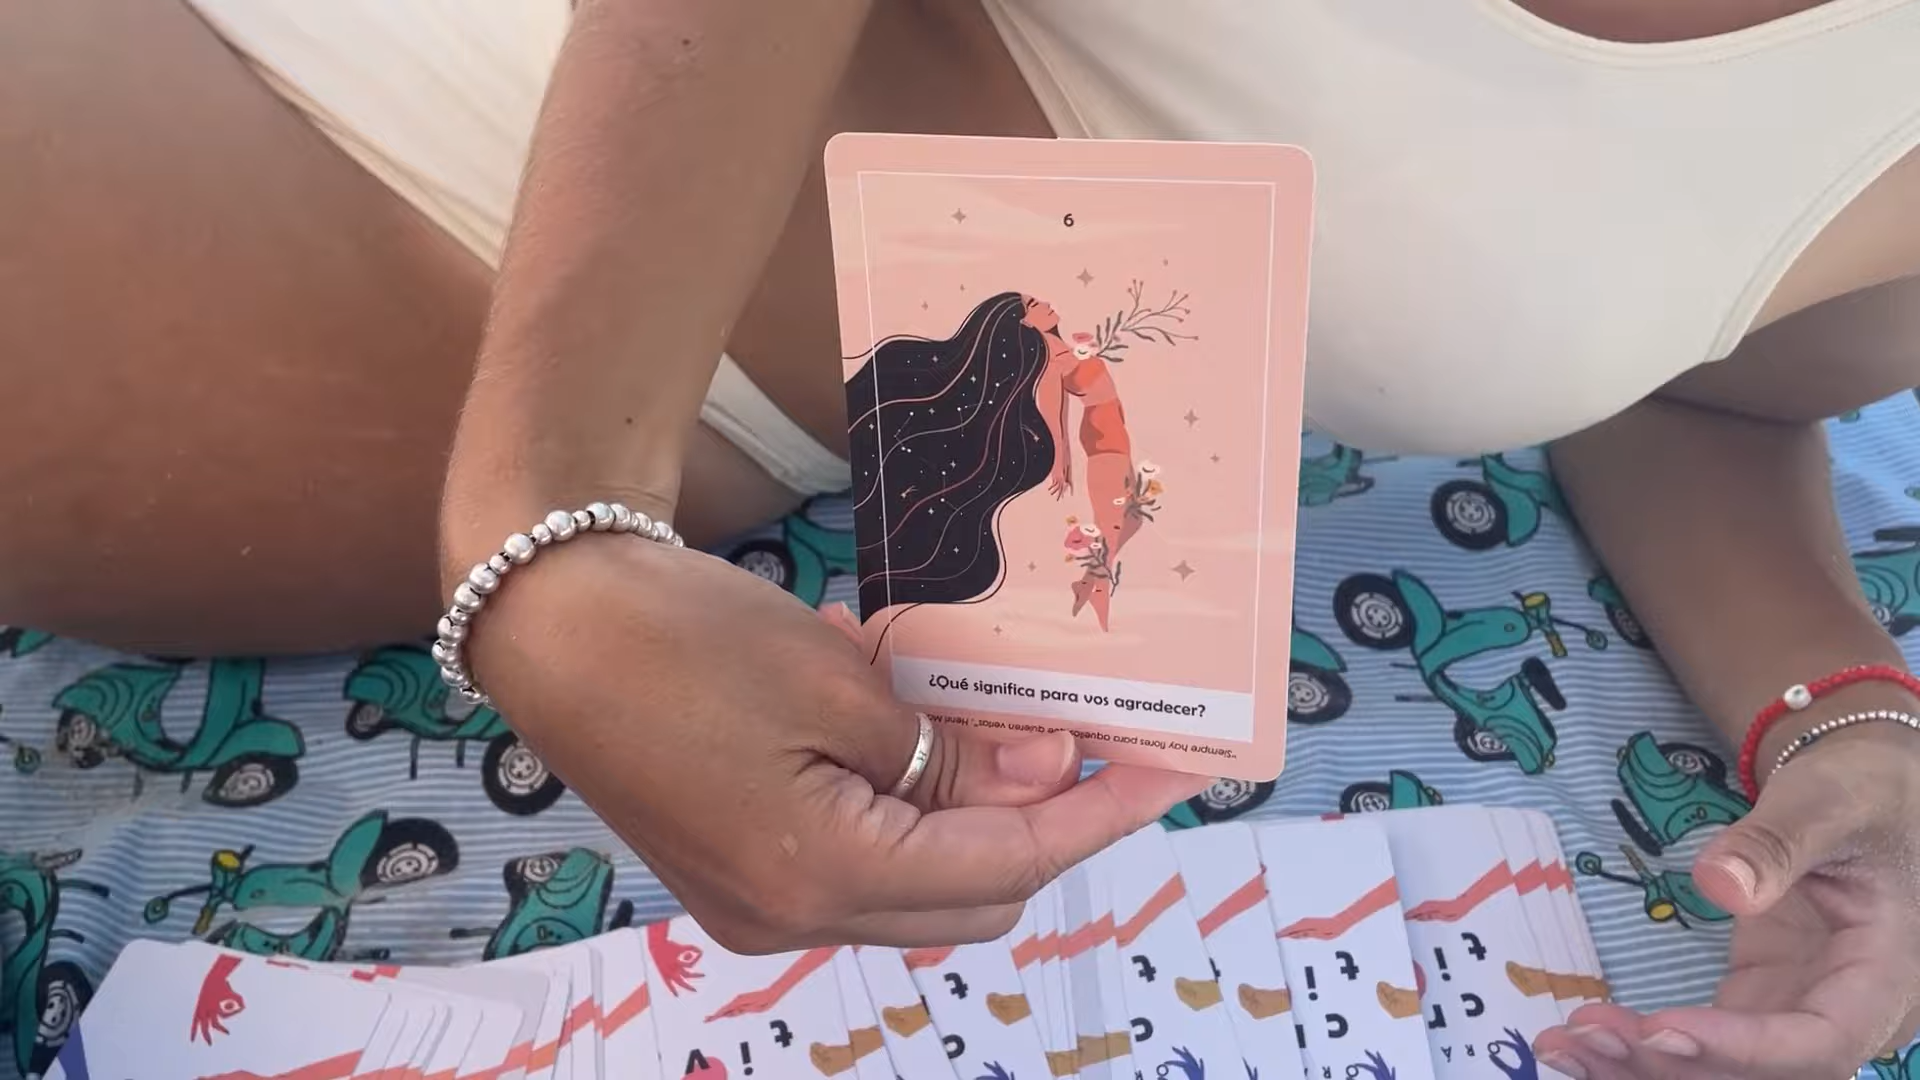 6
¿Qué significa para vos agradecer?
"Siempre hay flores para aquellos que quieren verlas", Henri
t i
c r
R Á
t i
c i
t
c
t
c
t i
v